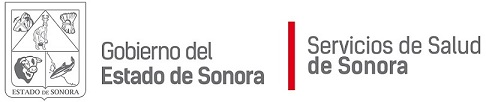 Gobierno del
Estado de Sonora
Servicios de Salud
de Sonora
ESTADO DE SONORA